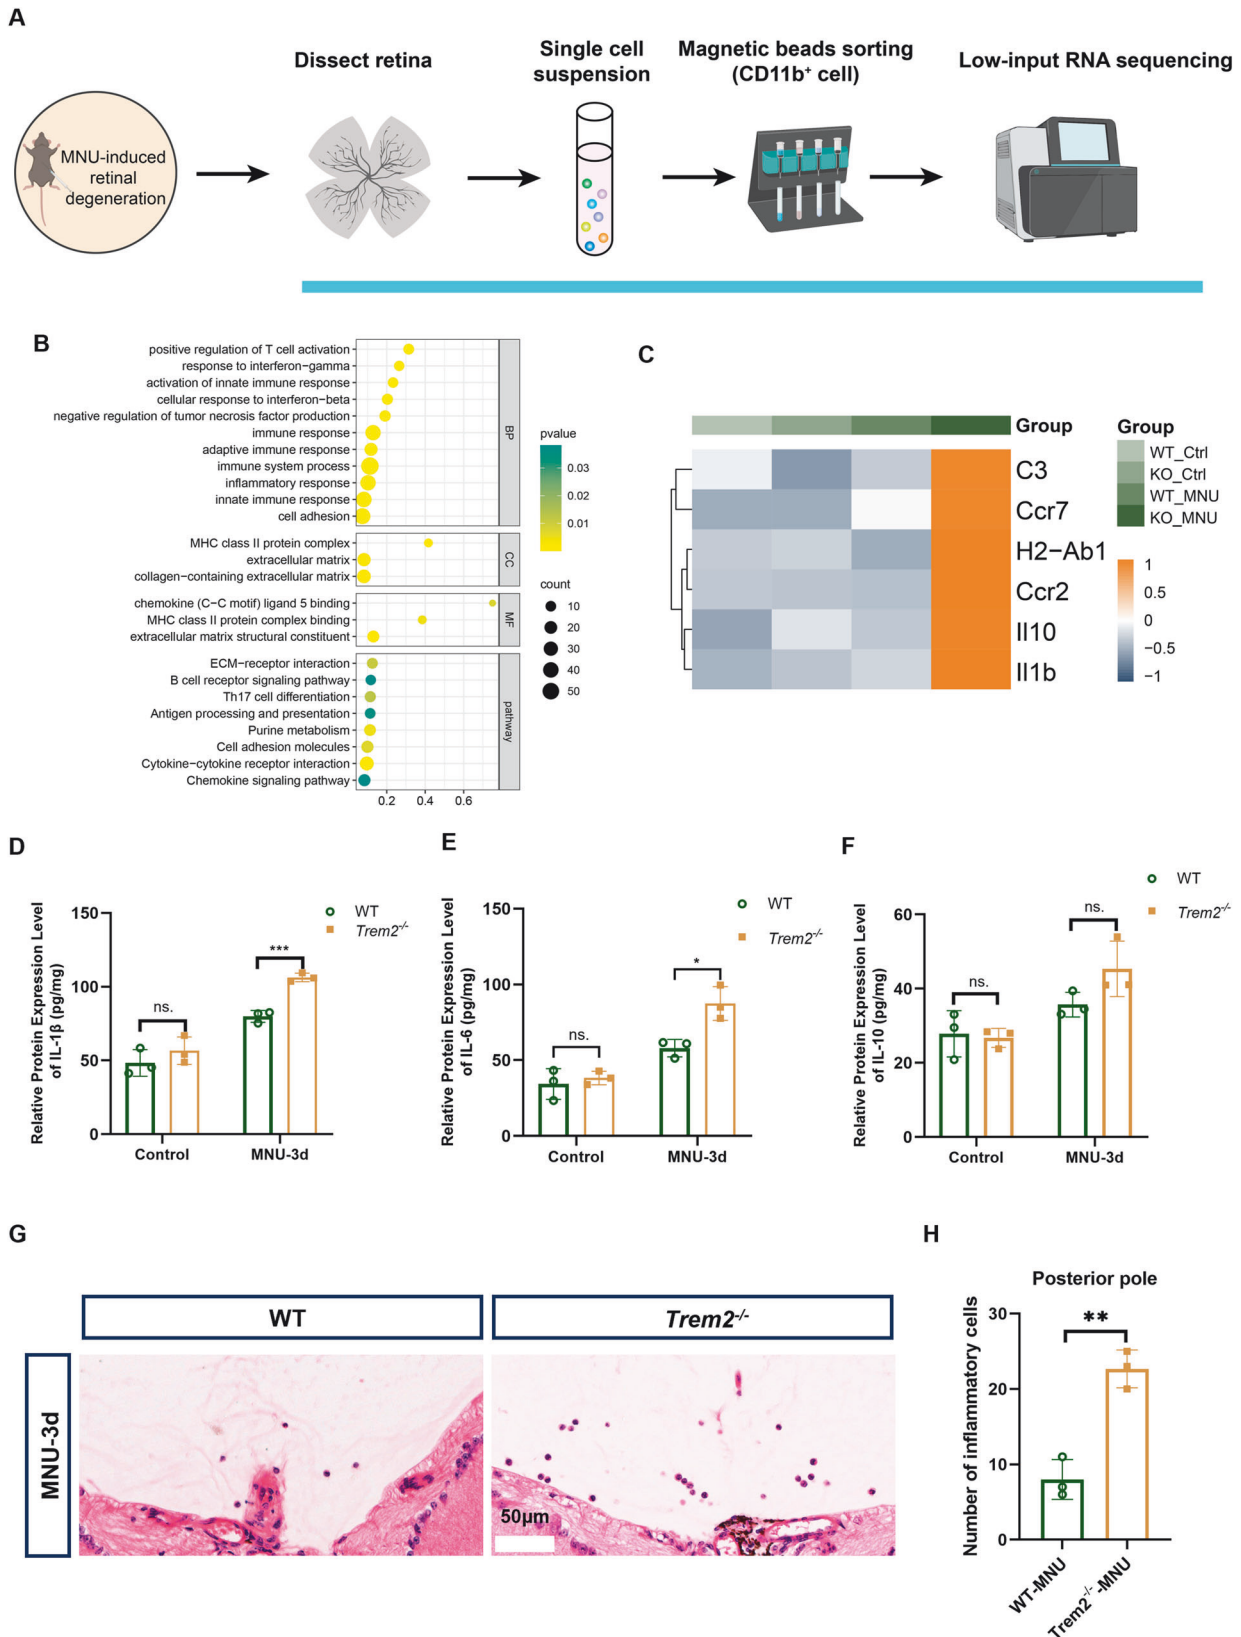 A
MNU-induced
retinal
degeneration
Dissect retina
Single cell
suspension
Magnetic beads sorting
(CD11b⁺ cell)
Low-input RNA sequencing
B
positive regulation of T cell activation
response to interferon−gamma
activation of innate immune response
cellular response to interferon−beta
negative regulation of tumor necrosis factor production
immune response
adaptive immune response
immune system process
inflammatory response
innate immune response
cell adhesion
BP
MHC class II protein complex
extracellular matrix
collagen−containing extracellular matrix
CC
chemokine (C−C motif) ligand 5 binding
MHC class II protein complex binding
extracellular matrix structural constituent
MF
ECM−receptor interaction
B cell receptor signaling pathway
Th17 cell differentiation
Antigen processing and presentation
Purine metabolism
Cell adhesion molecules
Cytokine−cytokine receptor interaction
Chemokine signaling pathway
pathway
0.2 0.4 0.6
pvalue
0.03
0.02
0.01
count
10
20
30
40
50
C
Group
C3
Ccr7
H2−Ab1
Ccr2
Il10
Il1b
Group
WT_Ctrl
KO_Ctrl
WT_MNU
KO_MNU
1
0.5
0
−0.5
−1
D
Relative Protein Expression Level
of IL-1β (pg/mg)
150
100
50
0
ns.
***
Control MNU-3d
WT
Trem2-/-
E
Relative Protein Expression Level
of IL-6 (pg/mg)
150
100
50
0
ns.
*
Control MNU-3d
WT
Trem2-/-
F
Relative Protein Expression Level
of IL-10 (pg/mg)
60
40
20
0
ns.
ns.
Control MNU-3d
WT
Trem2-/-
G
WT
Trem2-/-
MNU-3d
50μm
H
Posterior pole
Number of inflammatory cells
30
20
10
0
**
WT-MNU
Trem2-/--MNU